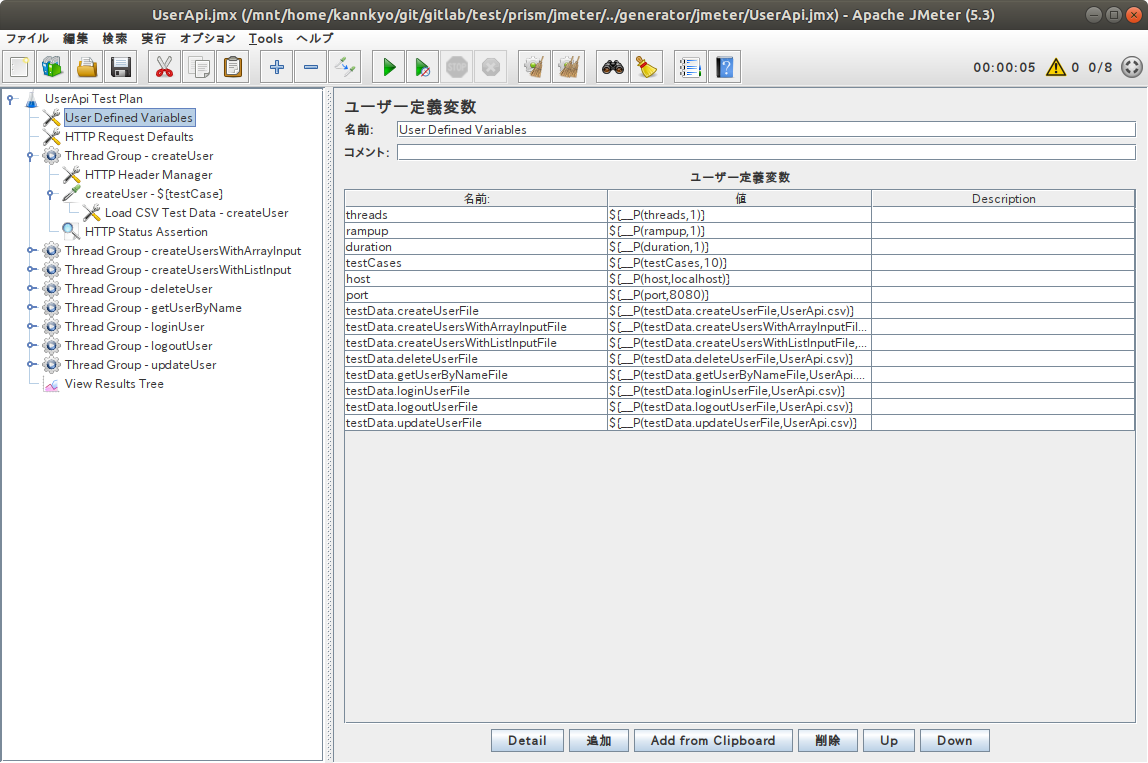 UserApi.jmx (/mnt/home/kannkyo/git/gitlab/test/prism/jmeter/../generator/jmeter/UserApi.jmx) - Apache JMeter (5.3)
ファイル 編集 検索 実行 オプション Tools ヘルプ
STOP
00:00:05 0 0/8
UserApi Test Plan
User Defined Variables
HTTP Request Defaults
Thread Group - createUser
HTTP Header Manager
createUser - ${testCase}
Load CSV Test Data - createUser
HTTP Status Assertion
Thread Group - createUsersWithArrayInput
Thread Group - createUsersWithListInput
Thread Group - deleteUser
Thread Group - getUserByName
Thread Group - loginUser
Thread Group - logoutUser
Thread Group - updateUser
View Results Tree
ユーザー定義変数
名前: User Defined Variables
コメント:
ユーザー定義変数
名前: 値 Description
threads ${__P(threads,1)}
rampup ${__P(rampup,1)}
duration ${__P(duration,1)}
testCases ${__P(testCases,10)}
host ${__P(host,localhost)}
port ${__P(port,8080)}
testData.createUserFile ${__P(testData.createUserFile,UserApi.csv)}
testData.createUsersWithArrayInputFile ${__P(testData.createUsersWithArrayInputFil...
testData.createUsersWithListInputFile ${__P(testData.createUsersWithListInputFile,...
testData.deleteUserFile ${__P(testData.deleteUserFile,UserApi.csv)}
testData.getUserByNameFile ${__P(testData.getUserByNameFile,UserApi....
testData.loginUserFile ${__P(testData.loginUserFile,UserApi.csv)}
testData.logoutUserFile ${__P(testData.logoutUserFile,UserApi.csv)}
testData.updateUserFile ${__P(testData.updateUserFile,UserApi.csv)}
Detail 追加 Add from Clipboard 削除 Up Down